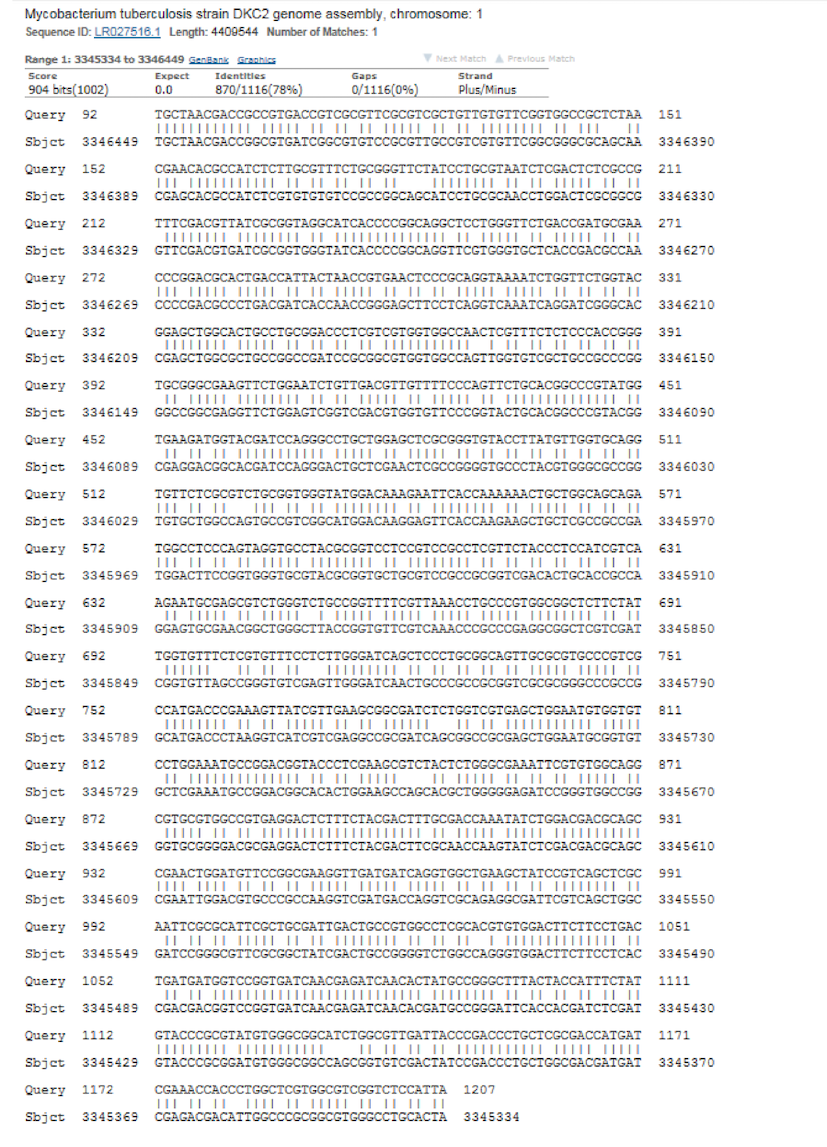 Mycobacterium tuberculosis strain DKC2 genome assembly, chromosome: 1
Sequence ID: LR027516.1 Length: 4409544 Number of Matches: 1
Range 1: 3345334 to 3346449 GenBank Graphics Next Match Previous Match
Score Expect Identities Gaps Strand
904 bits(1002) 0.0 870/1116(78%) 0/1116(0%) Plus/Minus
Query 92 TGCTAACGACCGCCGTGACCGTCGCGTTCGCGTCGCTGTTGTGTTCGGTGGCCGCTCTAA 151
Sbjct 3346449 TGCTAACGACCGGCGTGATCGGCGTGTCCGCGTTGCCGTCGTGTTCGGCGGGCGCAGCAA 3346390
Query 152 CGAACACGCCATCTCTTGCGTTTCTGCGGGTTCTATCCTGCGTAATCTCGACTCTCGCCG 211
Sbjct 3346389 CGAGCACGCCATCTCGTGTGTGTCCGCCGGCAGCATCCTGCGCAACCTGGACTCGCGGCG 3346330
Query 212 TTTCGACGTTATCGCGGTAGGCATCACCCCGGCAGGCTCCTGGGTTCTGACCGATGCGAA 271
Sbjct 3346329 GTTCGACGTGATCGCGGTGGGTATCACCCCGGCAGGTTCGTGGGTGCTCACCGACGCCAA 3346270
Query 272 CCCGGACGCACTGACCATTACTAACCGTGAACTCCCGCAGGTAAAATCTGGTTCTGGTAC 331
Sbjct 3346269 CCCCGACGCCCTGACGATCACCAACCGGGAGCTTCCTCAGGTCAAATCAGGATCGGGCAC 3346210
Query 332 GGAGCTGGCACTGCCTGCGGACCCTCGTCGTGGTGGCCAACTCGTTTCTCTCCCACCGGG 391
Sbjct 3346209 CGAGCTGGCGCTGCCGGCCGATCCGCGGCGTGGTGGCCAGTTGGTGTCGCTGCCGCCCGG 3346150
Query 392 TGCGGGCGAAGTTCTGGAATCTGTTGACGTTGTTTTCCCAGTTCTGCACGGCCCGTATGG 451
Sbjct 3346149 GGCCGGCGAGGTTCTGGAGTCGGTCGACGTGGTGTTCCCGGTACTGCACGGCCCGTACGG 3346090
Query 452 TGAAGATGGTACGATCCAGGGCCTGCTGGAGCTCGCGGGTGTACCTTATGTTGGTGCAGG 511
Sbjct 3346089 CGAGGACGGCACGATCCAGGGACTGCTCGAACTCGCCGGGGTGCCCTACGTGGGCGCCGG 3346030
Query 512 TGTTCTCGCGTCTGCGGTGGGTATGGACAAAGAATTCACCAAAAAACTGCTGGCAGCAGA 571
Sbjct 3346029 TGTGCTGGCCAGTGCCGTCGGCATGGACAAGGAGTTCACCAAGAAGCTGCTCGCCGCCGA 3345970
Query 572 TGGCCTCCCAGTAGGTGCCTACGCGGTCCTCCGTCCGCCTCGTTCTACCCTCCATCGTCA 631
Sbjct 3345969 TGGACTTCCGGTGGGTGCGTACGCGGTGCTGCGTCCGCCGCGGTCGACACTGCACCGCCA 3345910
Query 632 AGAATGCGAGCGTCTGGGTCTGCCGGTTTTCGTTAAACCTGCCCGTGGCGGCTCTTCTAT 691
Sbjct 3345909 GGAGTGCGAACGGCTGGGCTTACCGGTGTTCGTCAAACCCGCCCGAGGCGGCTCGTCGAT 3345850
Query 692 TGGTGTTTCTCGTGTTTCCTCTTGGGATCAGCTCCCTGCGGCAGTTGCGCGTGCCCGTCG 751
Sbjct 3345849 CGGTGTTAGCCGGGTGTCGAGTTGGGATCAACTGCCCGCCGCGGTCGCGCGGGCCCGCCG 3345790
Query 752 CCATGACCCGAAAGTTATCGTTGAAGCGGCGATCTCTGGTCGTGAGCTGGAATGTGGTGT 811
Sbjct 3345789 GCATGACCCTAAGGTCATCGTCGAGGCCGCGATCAGCGGCCGCGAGCTGGAATGCGGTGT 3345730
Query 812 CCTGGAAATGCCGGACGGTACCCTCGAAGCGTCTACTCTGGGCGAAATTCGTGTGGCAGG 871
Sbjct 3345729 GCTCGAAATGCCGGACGGCACACTGGAAGCCAGCACGCTGGGGGAGATCCGGGTGGCCGG 3345670
Query 872 CGTGCGTGGCCGTGAGGACTCTTTCTACGACTTTGCGACCAAATATCTGGACGACGCAGC 931
Sbjct 3345669 GGTGCGGGGACGCGAGGACTCTTTCTACGACTTCGCAACCAAGTATCTCGACGACGCAGC 3345610
Query 932 CGAACTGGATGTTCCGGCGAAGGTTGATGATCAGGTGGCTGAAGCTATCCGTCAGCTCGC 991
Sbjct 3345609 CGAATTGGACGTGCCCGCCAAGGTCGATGACCAGGTCGCAGAGGCGATTCGTCAGCTGGC 3345550
Query 992 AATTCGCGCATTCGCTGCGATTGACTGCCGTGGCCTCGCACGTGTGGACTTCTTCCTGAC 1051
Sbjct 3345549 GATCCGGGCGTTCGCGGCTATCGACTGCCGGGGTCTGGCCAGGGTGGACTTCTTCCTCAC 3345490
Query 1052 TGATGATGGTCCGGTGATCAACGAGATCAACACTATGCCGGGCTTTACTACCATTTCTAT 1111
Sbjct 3345489 CGACGACGGTCCGGTGATCAACGAGATCAACACGATGCCGGGATTCACCACGATCTCGAT 3345430
Query 1112 GTACCCGCGTATGTGGGCGGCATCTGGCGTTGATTACCCGACCCTGCTCGCGACCATGAT 1171
Sbjct 3345429 GTACCCGCGGATGTGGGCGGCCAGCGGTGTCGACTATCCGACCCTGCTGGCGACGATGAT 3345370
Query 1172 CGAAACCACCCTGGCTCGTGGCGTCGGTCTCCATTA 1207
Sbjct 3345369 CGAGACGACATTGGCCCGCGGCGTGGGCCTGCACTA 3345334